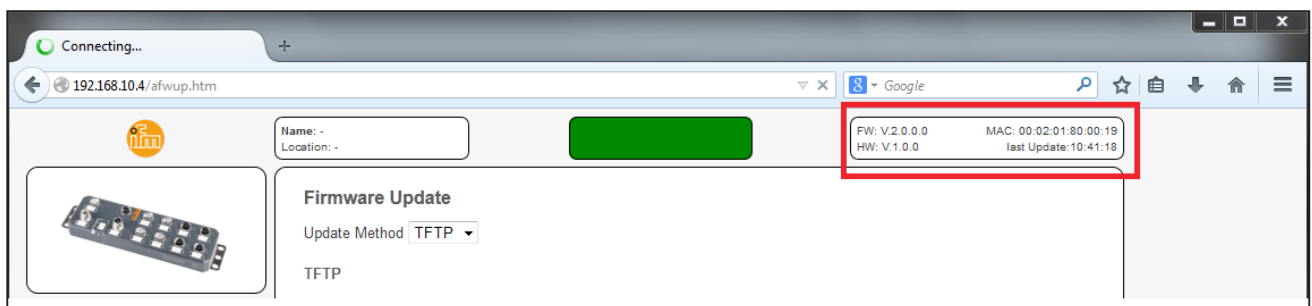 Connecting...
192.168.10.4/afwup.htm
Google
ifm
Name: -
Location: -
FW: V.2.0.0.0 MAC: 00:02:01:80:00:19
HW: V.1.0.0 last Update:10:41:18
Firmware Update
Update Method TFTP
TFTP